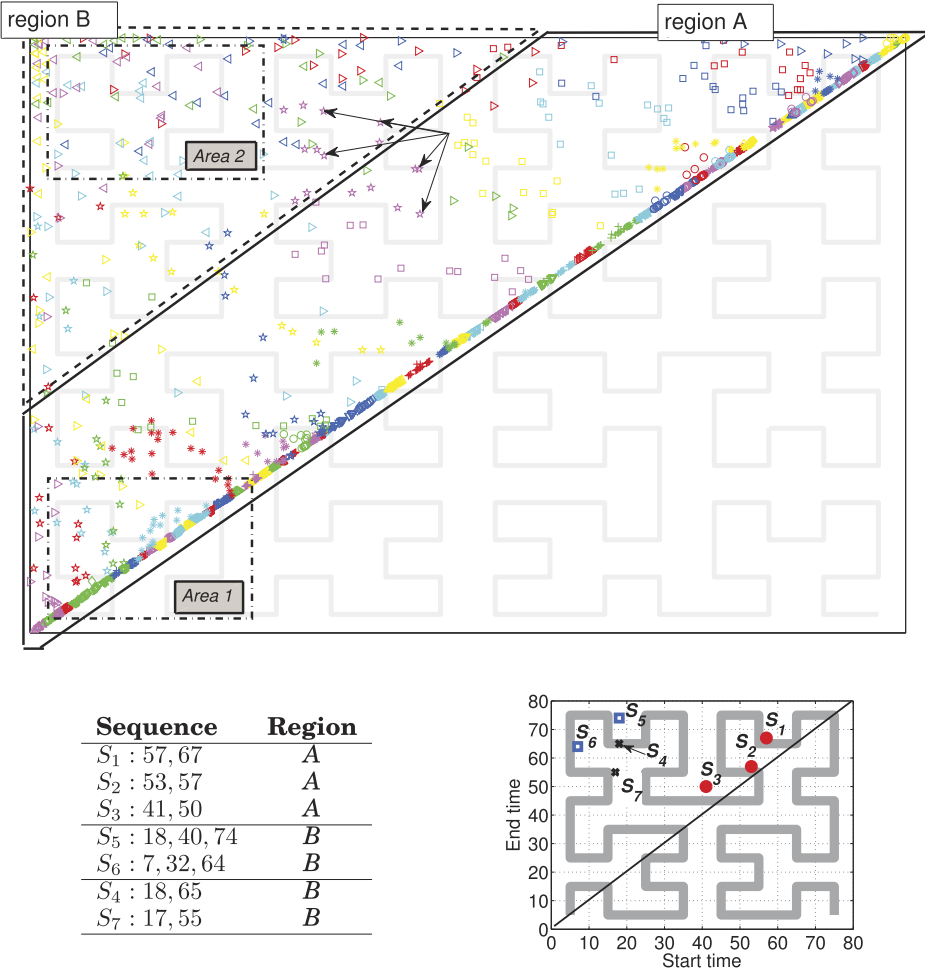 region B
region A
Area 2
Area 1
Sequence Region
S1 : 57, 67 A
S2 : 53, 57 A
S3 : 41, 50 A
S5 : 18, 40, 74 B
S6 : 7, 32, 64 B
S4 : 18, 65 B
S7 : 17, 55 B
80
70
60
50
40
30
20
10
0
End time
S5
S6
S1
S2
S4
S3
S7
0 10 20 30 40 50 60 70 80
Start time